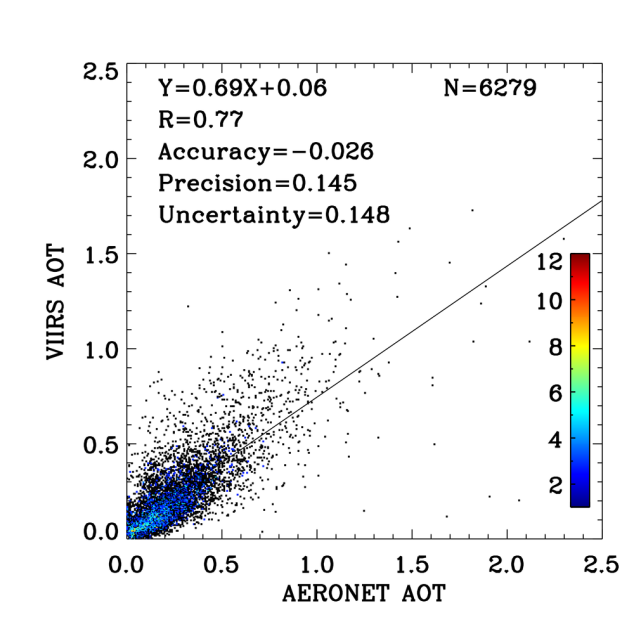 Y=0.69X+0.06
N=6279
R=0.77
Accuracy=−0.026
Precision=0.145
Uncertainty=0.148
2.5
2.0
1.5
1.0
0.5
0.0
VIIRS AOT
12
10
8
6
4
2
0.0 0.5 1.0 1.5 2.0 2.5
AERONET AOT